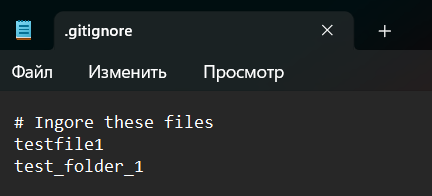 .gitignore
Файл Изменить Просмотр
# Ingore these files
testfile1
test_folder_1